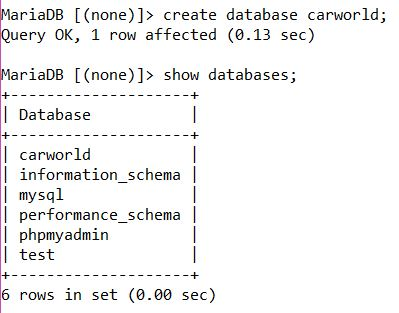 MariaDB [(none)]> create database carworld;
Query OK, 1 row affected (0.13 sec)
MariaDB [(none)]> show databases;
+--------------------+
| Database           |
+--------------------+
| carworld           |
| information_schema |
| mysql              |
| performance_schema |
| phpmyadmin         |
| test               |
+--------------------+
6 rows in set (0.00 sec)